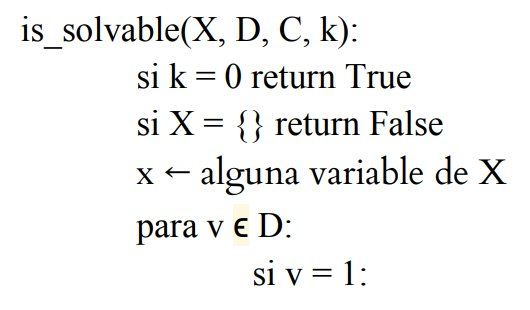 is_solvable(X, D, C, k):
si k = 0 return True
si X = {} return False
x ← alguna variable de X
para v ϵ D:
si v = 1: